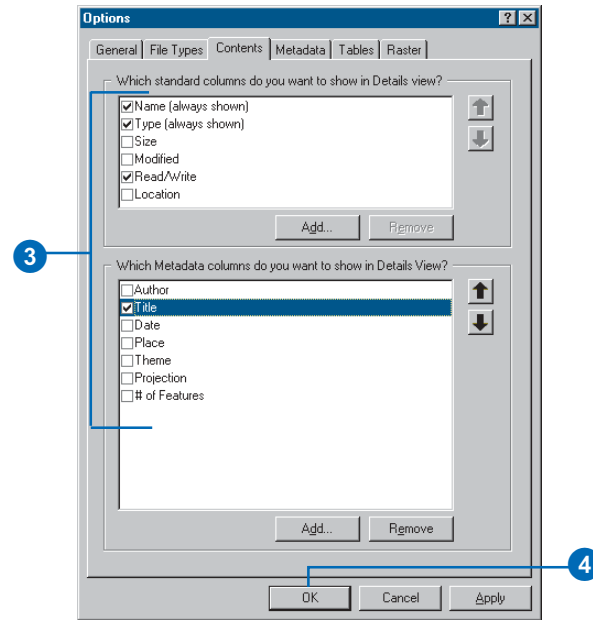 Options
General File Types Contents Metadata Tables Raster
Which standard columns do you want to show in Details view?
Name (always shown)
Type (always shown)
Size
Modified
Read/Write
Location
Add... Remove
3
Which Metadata columns do you want to show in Details View?
Author
Title
Date
Place
Theme
Projection
# of Features
Add... Remove
4
OK Cancel Apply